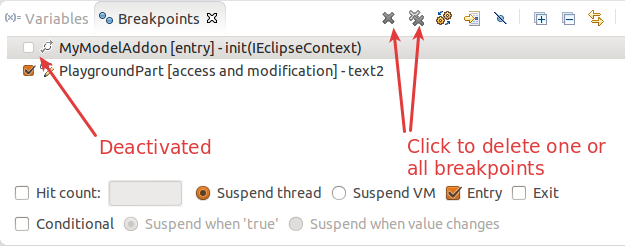 (x)= Variables Breakpoints
MyModelAddon [entry] - init(IEclipseContext)
PlaygroundPart [access and modification] - text2
Deactivated
Click to delete one or
all breakpoints
Hit count: Suspend thread Suspend VM Entry Exit
Conditional Suspend when 'true' Suspend when value changes